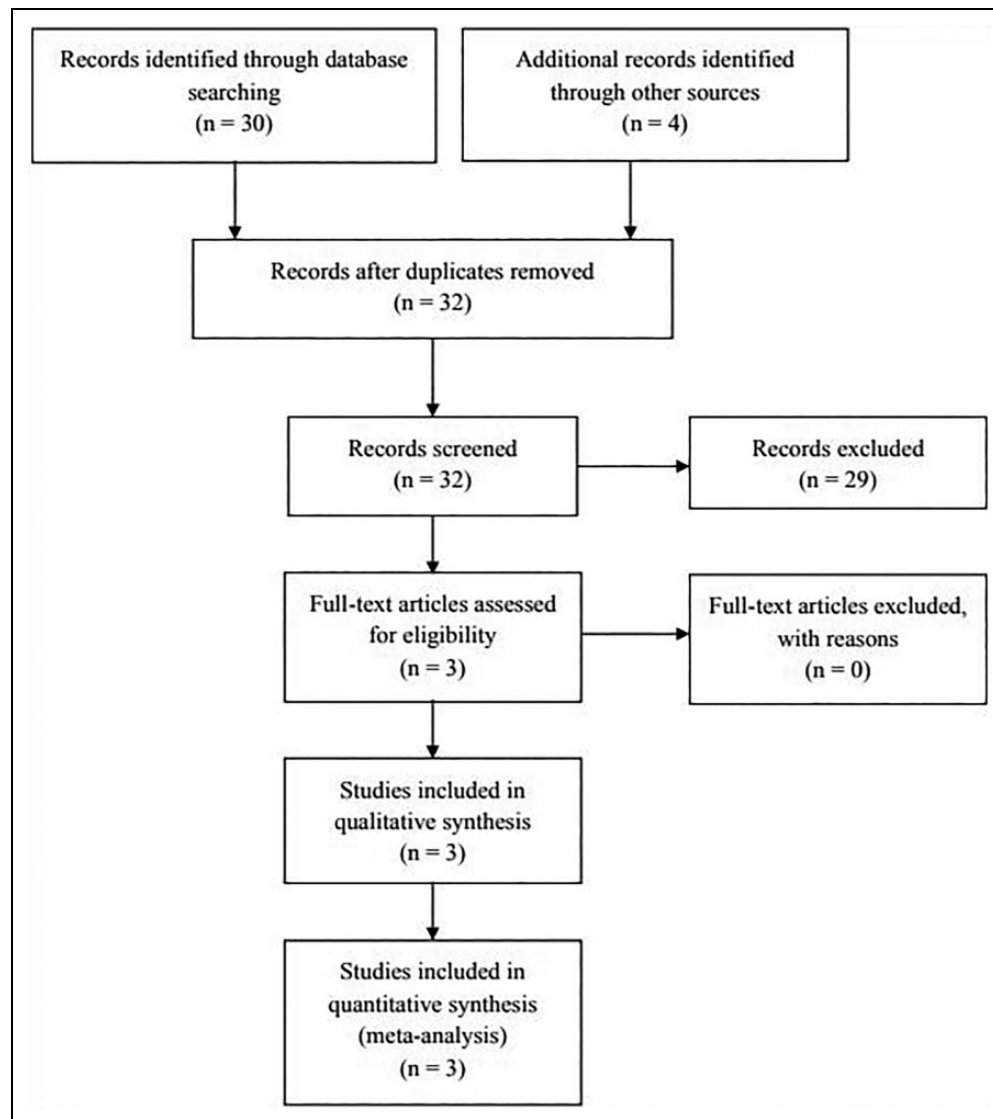 Records identified through database
searching
(n = 30)
Additional records identified
through other sources
(n = 4)
Records after duplicates removed
(n = 32)
Records screened
(n = 32)
Records excluded
(n = 29)
Full-text articles assessed
for eligibility
(n = 3)
Full-text articles excluded,
with reasons
(n = 0)
Studies included in
qualitative synthesis
(n = 3)
Studies included in
quantitative synthesis
(meta-analysis)
(n = 3)